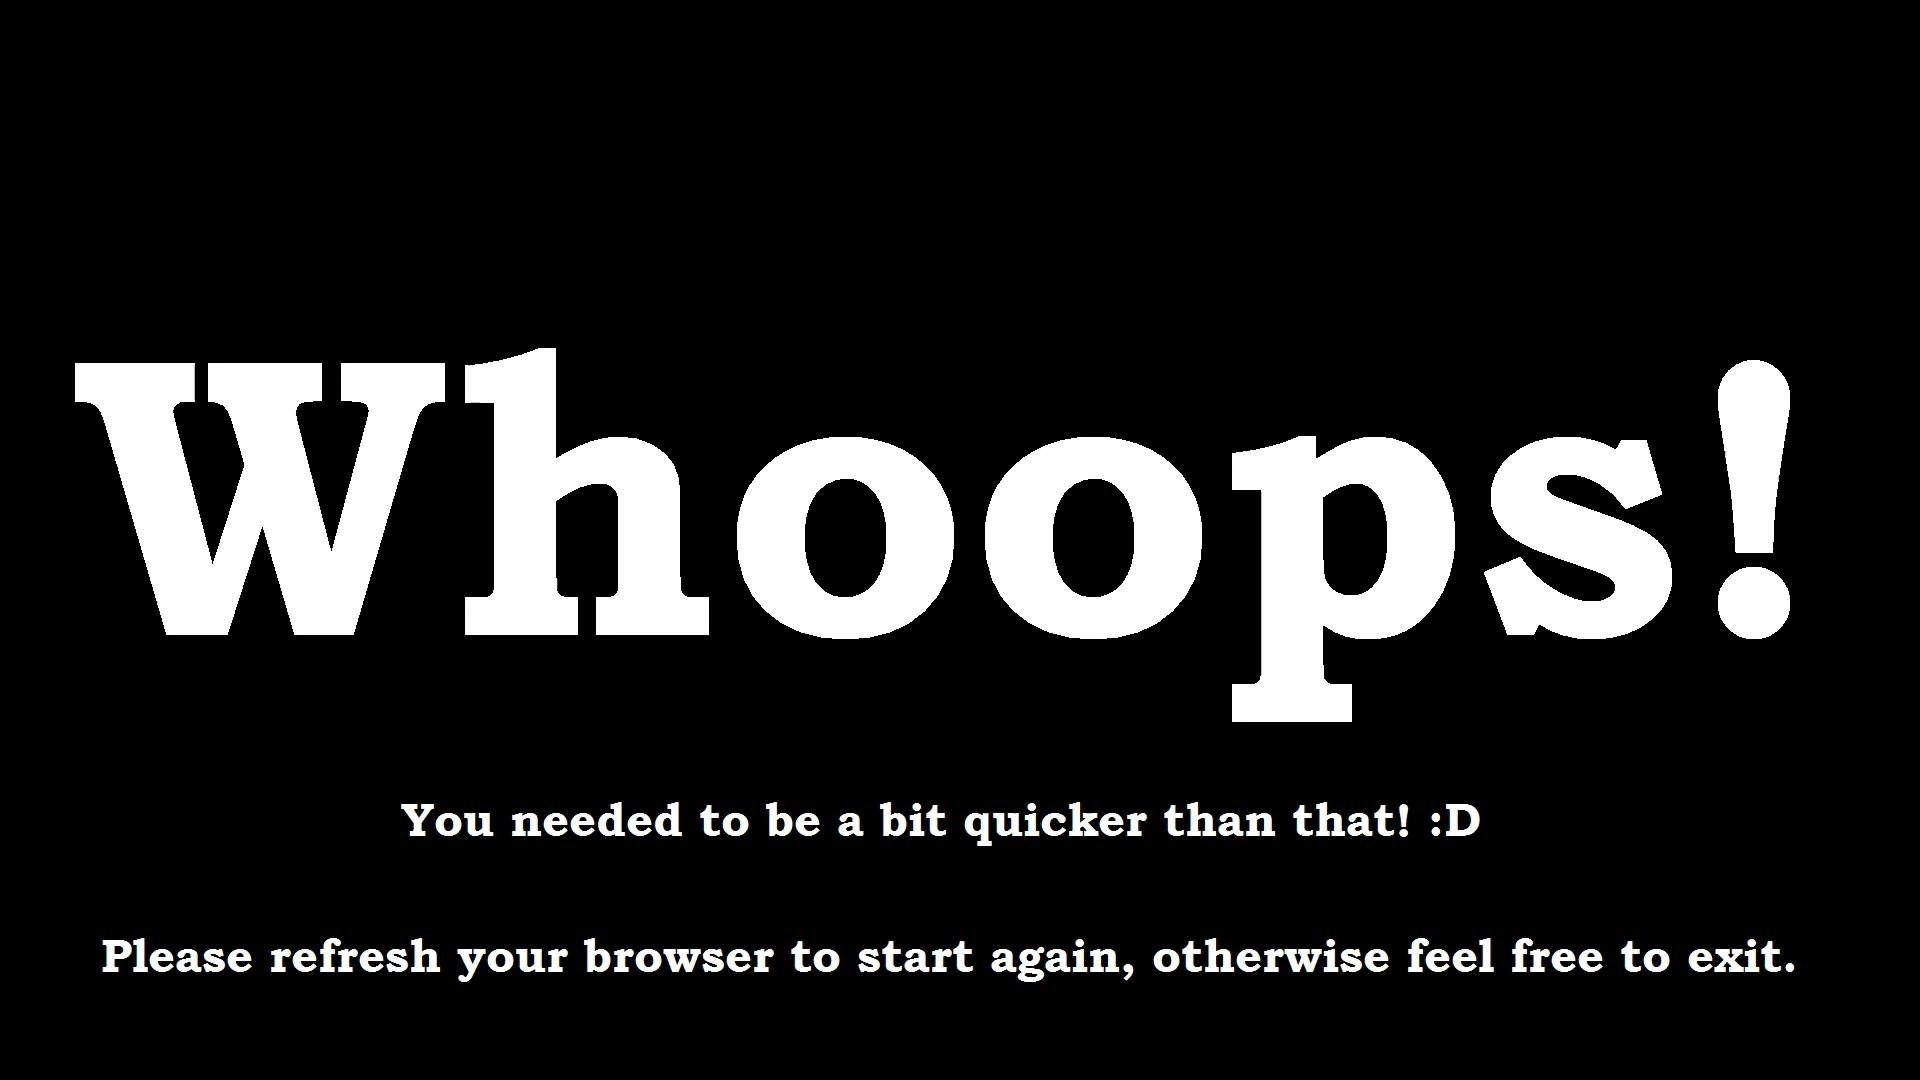 Whoops!
You needed to be a bit quicker than that! :D
Please refresh your browser to start again, otherwise feel free to exit.